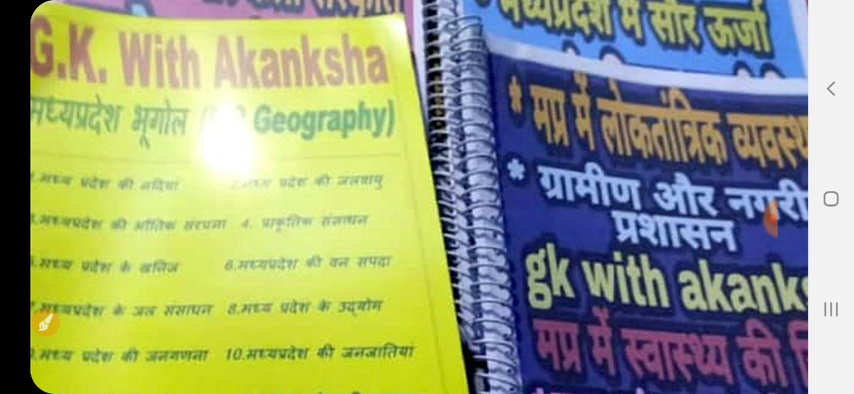 G.K. With Akanksha
मध्यप्रदेश भूगोल Geography)
मध्य प्रदेश की नदियां 2.मध्य प्रदेश की जलवायु
मध्यप्रदेश की भौतिक संरचना 4. प्राकृतिक संसाधन
मध्य प्रदेश के खनिज 6.मध्यप्रदेश की वन सपदा
मध्यप्रदेश के जल संसाधन 8.मध्य प्रदेश के उद्योग
मध्य प्रदेश की जनगणना 10.मध्यप्रदेश की जनजातियां
मध्यप्रदेश में सौर ऊर्जा
* मप्र में लोकतांत्रिक
* ग्रामीण और
प्रशासन
gk with
मप्र में स्वास्थ्य की